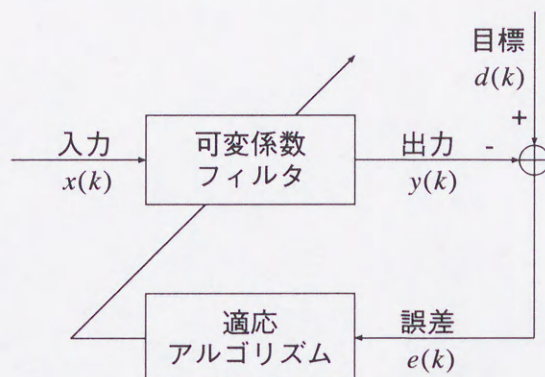 目標
d(k)
+
入力
x(k)
可変係数
フィルタ
出力
y(k)
-
適応
アルゴリズム
誤差
e(k)